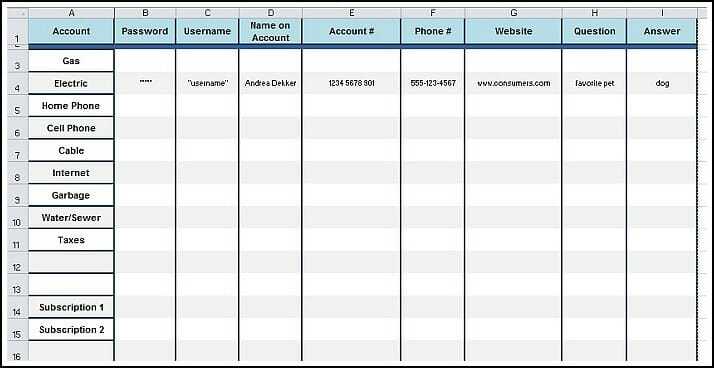 A B C D E F G H I
1 Account Password Username Name on Account Account # Phone # Website Question Answer
2
3 Gas
4 Electric ***** "username" Andrea Dekker 1234 5678 901 555-123-4567 www.consumers.com favorite pet dog
5 Home Phone
6 Cell Phone
7 Cable
8 Internet
9 Garbage
10 Water/Sewer
11 Taxes
12
13
14 Subscription 1
15 Subscription 2
16